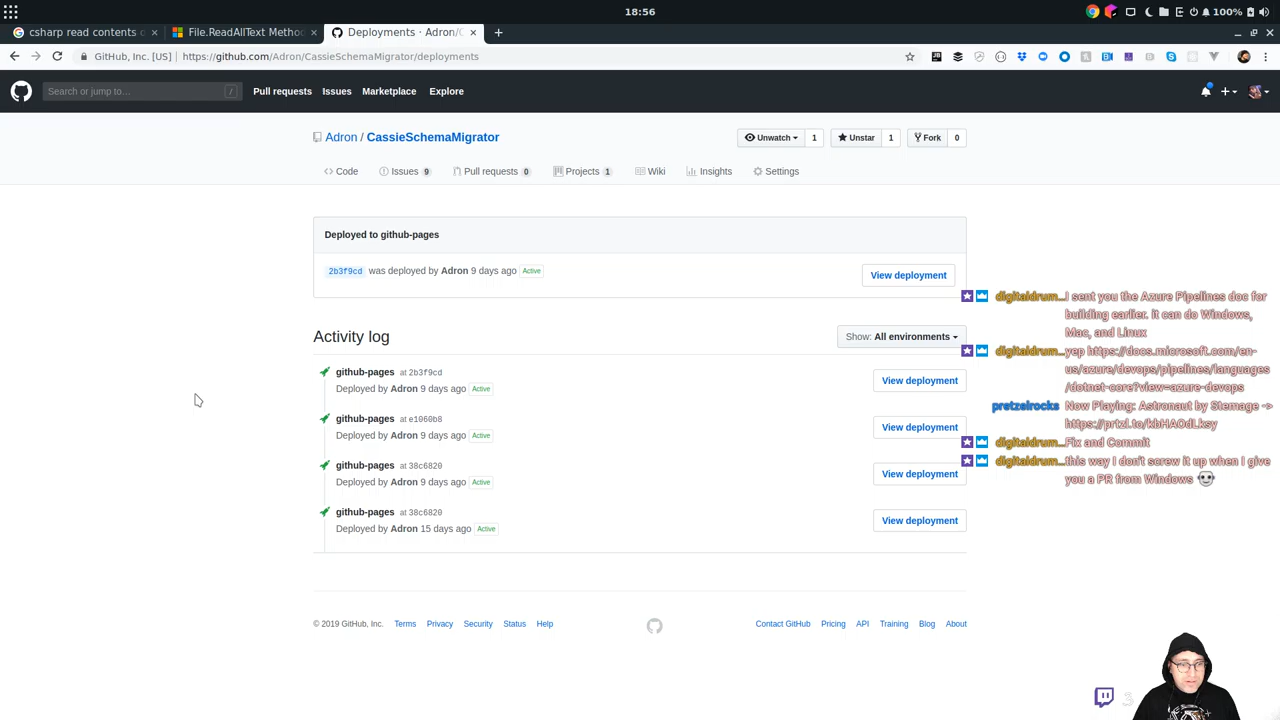 18:56
100%
csharp read contents o
File.ReadAllText Metho
Deployments · Adron/C
GitHub, Inc. [US]
https://github.com/Adron/CassieSchemaMigrator/deployments
Search or jump to…
/
Pull requests
Issues
Marketplace
Explore
Adron / CassieSchemaMigrator
Unwatch
1
Unstar
1
Fork
0
Code
Issues 9
Pull requests 0
Projects 1
Wiki
Insights
Settings
Deployed to github-pages
2b3f9cd was deployed by Adron 9 days ago Active
View deployment
Activity log
Show: All environments
github-pages at 2b3f9cd
Deployed by Adron 9 days ago Active
View deployment
github-pages at e1060b8
Deployed by Adron 9 days ago Active
View deployment
github-pages at 38c6820
Deployed by Adron 9 days ago Active
View deployment
github-pages at 38c6820
Deployed by Adron 15 days ago Active
View deployment
digitaldrum... I sent you the Azure Pipelines doc for
building earlier. it can do Windows,
Mac, and Linux
digitaldrum... yep https://docs.microsoft.com/en-
us/azure/devops/pipelines/languages
/dotnet-core?view=azure-devops
pretzelrocks Now Playing: Astronaut by Stemage ->
https://prtzl.to/kbHAOdLksy
digitaldrum... Fix and Commit
digitaldrum... this way I don't screw it up when I give
you a PR from Windows
© 2019 GitHub, Inc.
Terms
Privacy
Security
Status
Help
Contact GitHub
Pricing
API
Training
Blog
About
3